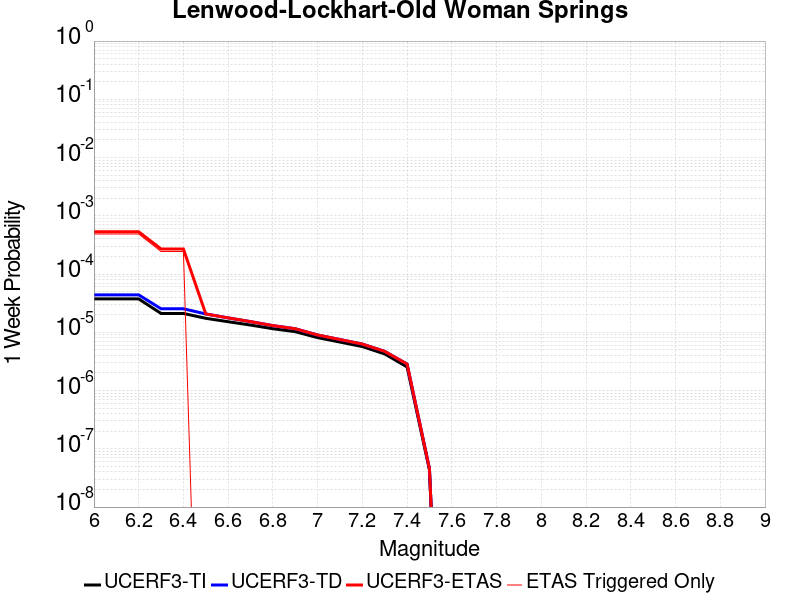 Lenwood-Lockhart-Old Woman Springs
10^0
10^-1
10^-2
10^-3
10^-4
10^-5
10^-6
10^-7
10^-8
1 Week Probability
6 6.2 6.4 6.6 6.8 7 7.2 7.4 7.6 7.8 8 8.2 8.4 8.6 8.8 9
Magnitude
UCERF3-TI UCERF3-TD UCERF3-ETAS ETAS Triggered Only